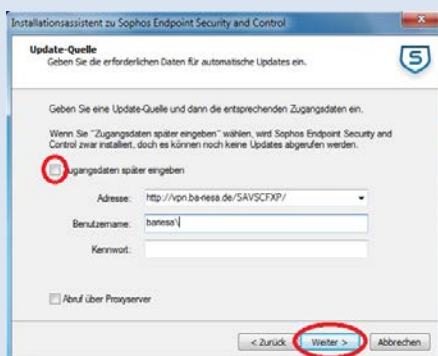 Installationsassistent zu Sophos Endpoint Security and Control
x
Update-Quelle
Geben Sie die erforderlichen Daten für automatische Updates ein.
S
Geben Sie eine Update-Quelle und dann die entsprechenden Zugangsdaten ein.
Wenn Sie "Zugangsdaten später eingeben" wählen, wird Sophos Endpoint Security and
Control zwar installiert, doch es können noch keine Updates abgerufen werden.
Zugangsdaten später eingeben
Adresse: http://vpn.ba-riesa.de/SAVSCFXP/
Benutzername: bariesa\
Kennwort:
Abruf über Proxyserver
< Zurück Weiter > Abbrechen